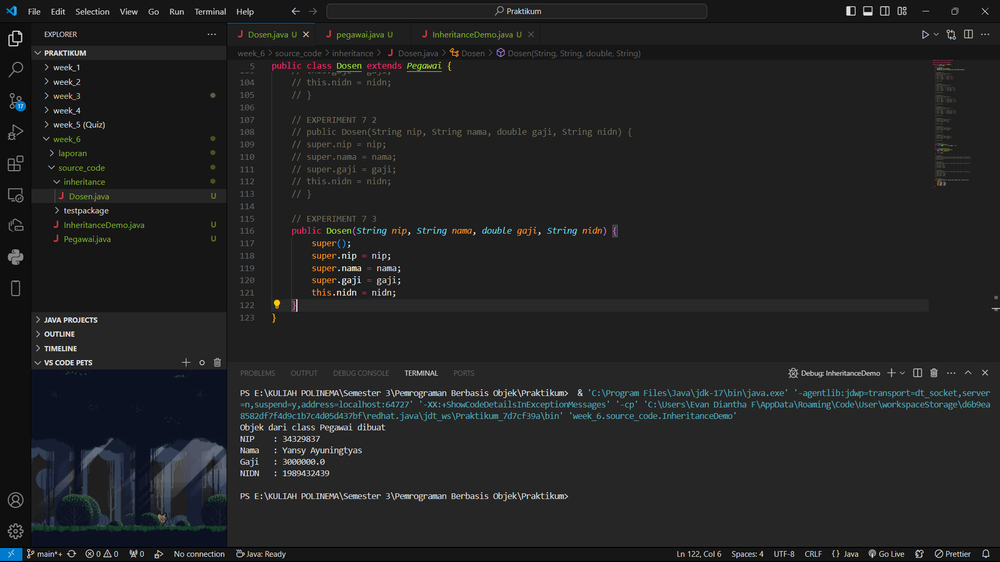 File Edit Selection View Go Run Terminal Help
Praktikum
EXPLORER
PRAKTIKUM
week_1
week_2
week_3
week_4
week_5 (Quiz)
week_6
laporan
source_code
inheritance
J Dosen.java U
testpackage
J InheritanceDemo.java U
J Pegawai.java U
17
JAVA PROJECTS
OUTLINE
TIMELINE
VS CODE PETS
J Dosen.java U
J pegawai.java U
J InheritanceDemo.java U
week_6 > source_code > inheritance > J Dosen.java > Dosen > Dosen(String, String, double, String)
5 public class Dosen extends Pegawai {
103 // this.gaji = gaji;
104 // this.nidn = nidn;
105 // }
106
107 // EXPERIMENT 7 2
108 // public Dosen(String nip, String nama, double gaji, String nidn) {
109 // super.nip = nip;
110 // super.nama = nama;
111 // super.gaji = gaji;
112 // this.nidn = nidn;
113 // }
114
115 // EXPERIMENT 7 3
116 public Dosen(String nip, String nama, double gaji, String nidn) {
117 super();
118 super.nip = nip;
119 super.nama = nama;
120 super.gaji = gaji;
121 this.nidn = nidn;
122 }
123 }
PROBLEMS OUTPUT DEBUG CONSOLE TERMINAL PORTS
Debug: InheritanceDemo
PS E:\KULIAH POLINEMA\Semester 3\Pemrograman Berbasis Objek\Praktikum>  & 'C:\Program Files\Java\jdk-17\bin\java.exe' '-agentlib:jdwp=transport=dt_socket,server
=n,suspend=y,address=localhost:64727' '-XX:+ShowCodeDetailsInExceptionMessages' '-cp' 'C:\Users\Evan Diantha F\AppData\Roaming\Code\User\workspaceStorage\d6b9ea
8582df7f4d9c1b7c4d05d437bf\redhat.java\jdt_ws\Praktikum_7d7cf39a\bin' 'week_6.source_code.InheritanceDemo'
Objek dari class Pegawai dibuat
NIP : 34329837
Nama : Yansy Ayuningtyas
Gaji : 3000000.0
NIDN : 1989432439
PS E:\KULIAH POLINEMA\Semester 3\Pemrograman Berbasis Objek\Praktikum>
main*+ 0 0 0 No connection Java: Ready
Ln 122, Col 6 Spaces: 4 UTF-8 CRLF {} Java Go Live Prettier